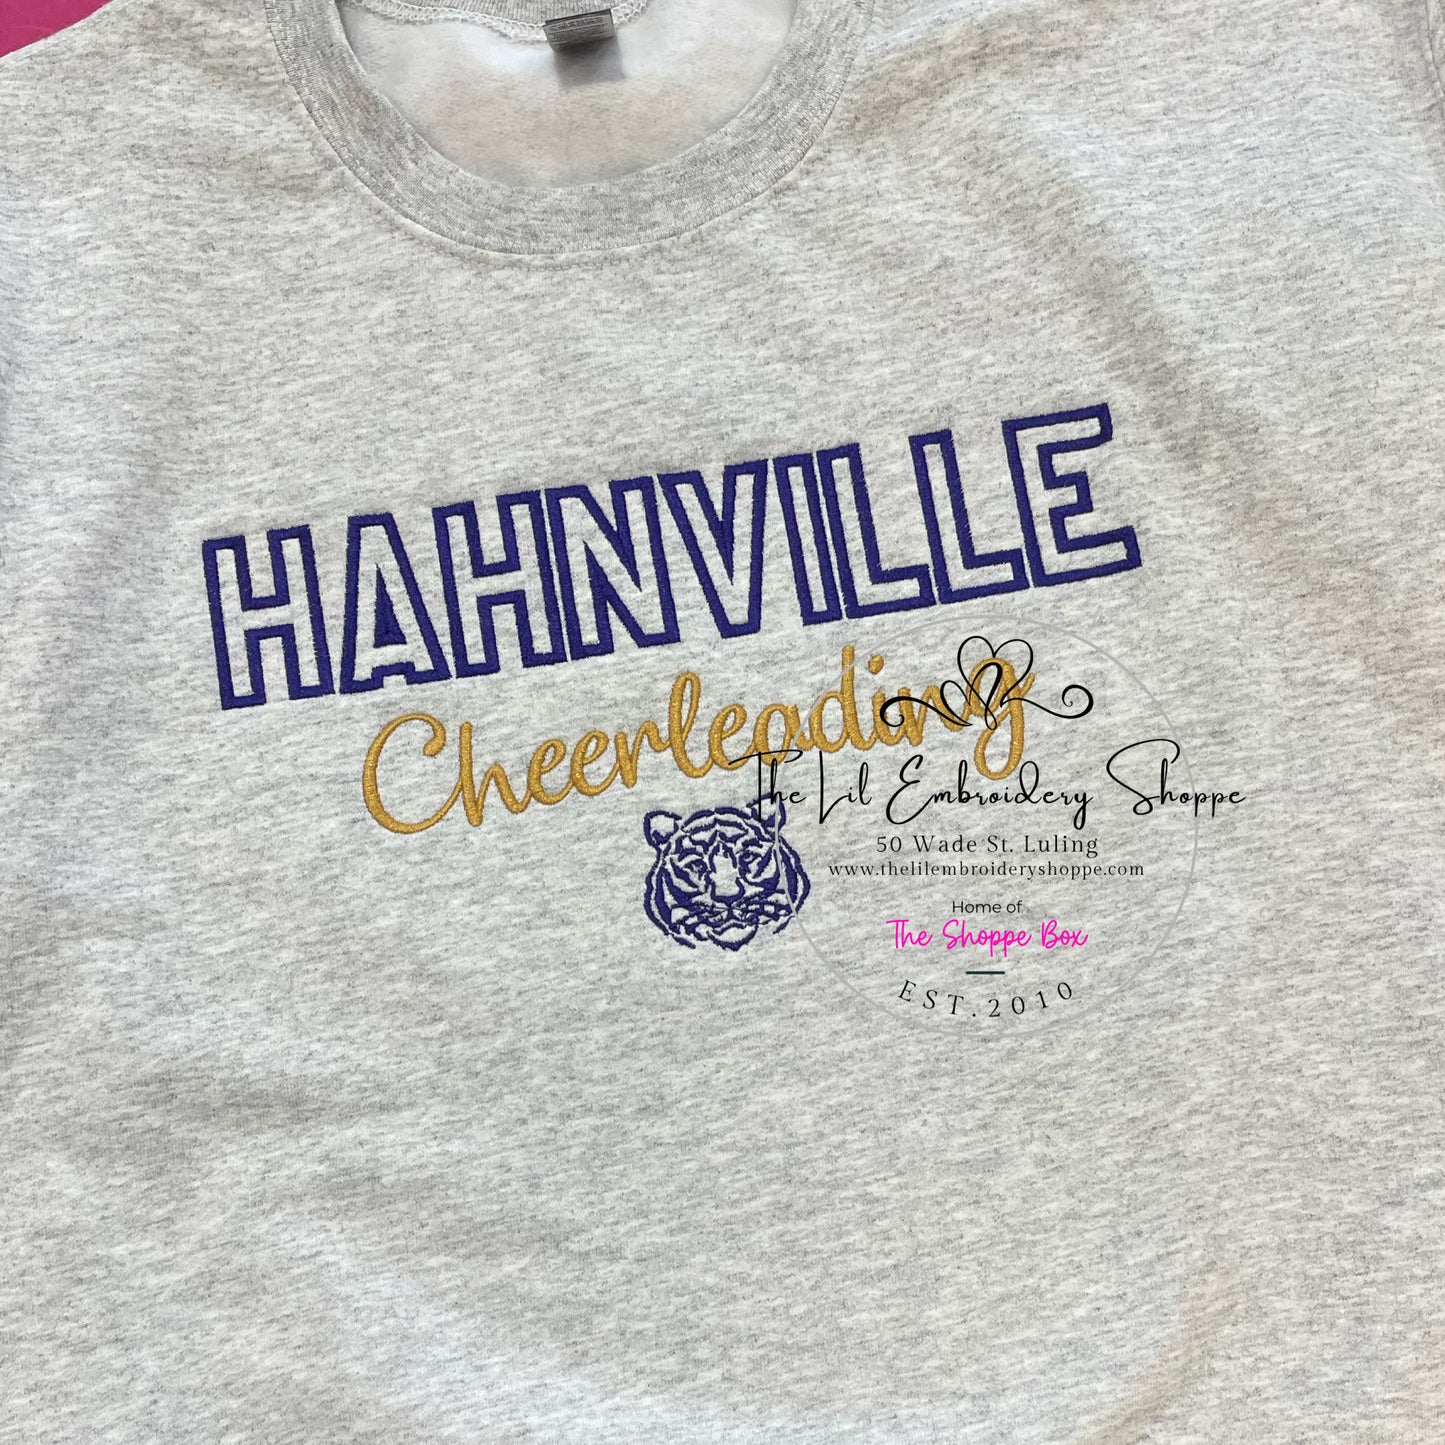 HAHNVILLE
Cheerleading
The Lil Embroidery Shoppe
50 Wade St. Luling
www.thelilembroideryshoppe.com
Home of
The Shoppe Box
EST.2010